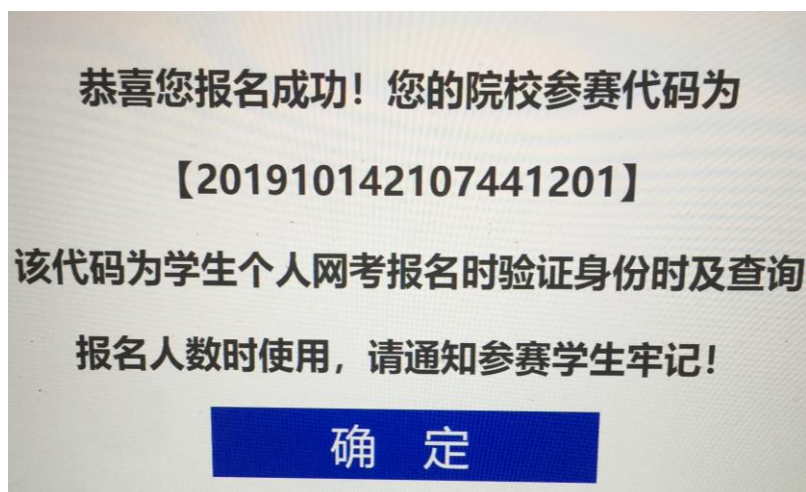 恭喜您报名成功！您的院校参赛代码为
【201910142107441201】
该代码为学生个人网考报名时验证身份时及查询
报名人数时使用，请通知参赛学生牢记！
确 定